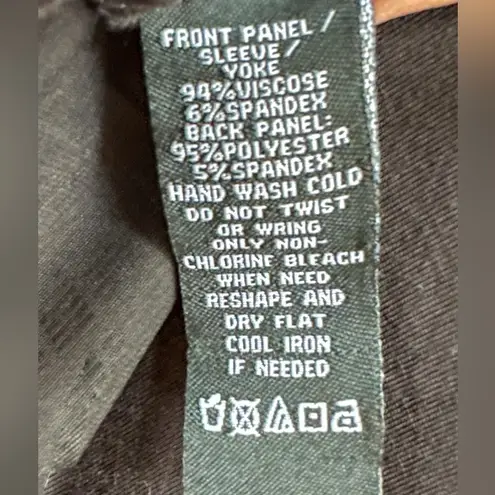 FRONT PANEL /
SLEEVE /
YOKE
94%VISCOSE
6%SPANDEX
BACK PANEL:
95%POLYESTER
5%SPANDEX
HAND WASH COLD
DO NOT TWIST
OR WRING
ONLY NON-
CHLORINE BLEACH
WHEN NEED
RESHAPE AND
DRY FLAT
COOL IRON
IF NEEDED